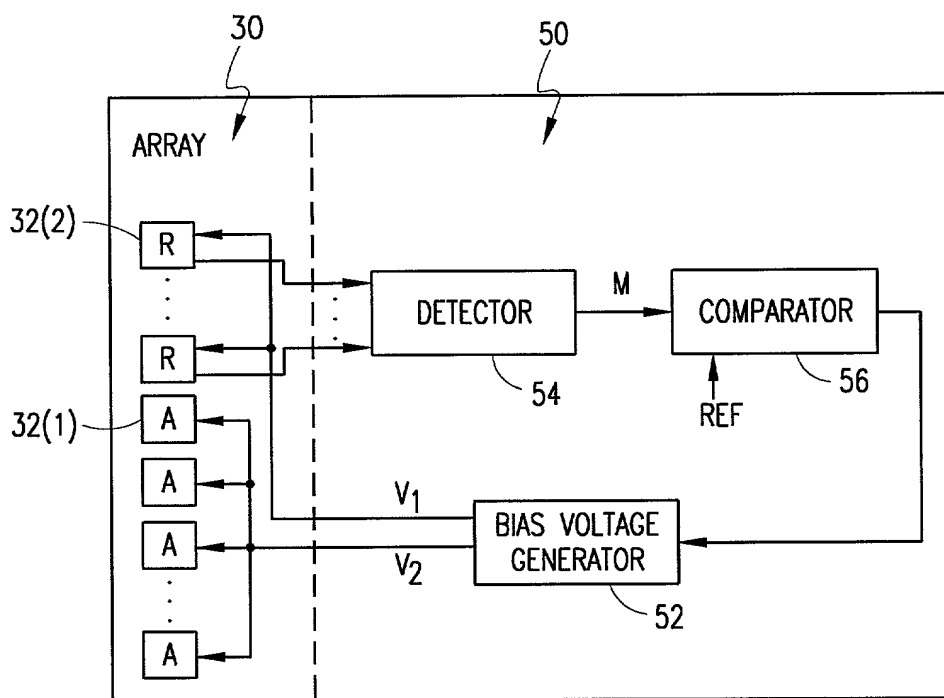 30
50
ARRAY
32(2)
R
R
DETECTOR
54
M
COMPARATOR
56
REF
32(1)
A
A
A
A
V1
V2
BIAS VOLTAGE
GENERATOR
52